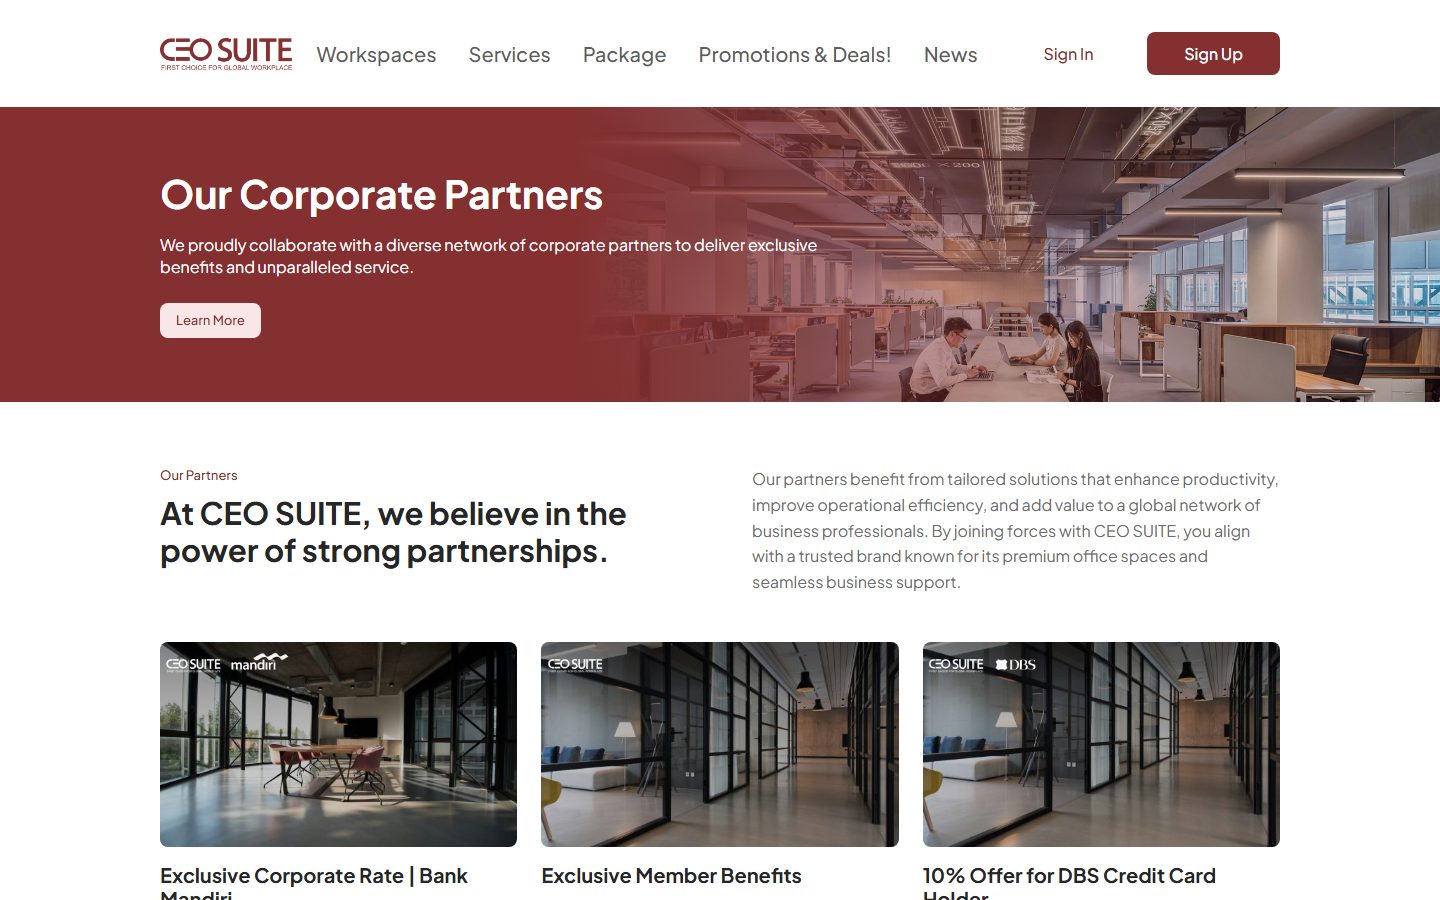 CEO SUITE
FIRST CHOICE FOR GLOBAL WORKPLACE
Workspaces
Services
Package
Promotions & Deals!
News
Sign In
Sign Up
Our Corporate Partners
We proudly collaborate with a diverse network of corporate partners to deliver exclusive
benefits and unparalleled service.
Learn More
Our Partners
At CEO SUITE, we believe in the
power of strong partnerships.
Our partners benefit from tailored solutions that enhance productivity,
improve operational efficiency, and add value to a global network of
business professionals. By joining forces with CEO SUITE, you align
with a trusted brand known for its premium office spaces and
seamless business support.
CEO SUITE
mandiri
CEO SUITE
CEO SUITE
DBS
Exclusive Corporate Rate | Bank
Mandiri
Exclusive Member Benefits
10% Offer for DBS Credit Card
Holder